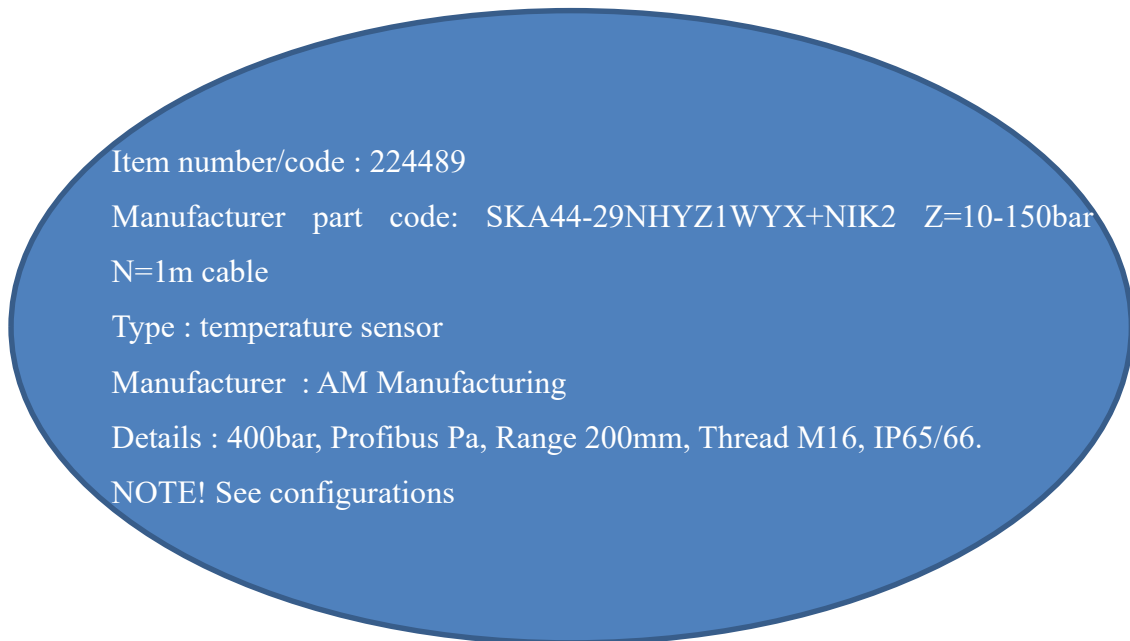 Item number/code : 224489
Manufacturer part code: SKA44-29NHYZ1WYX+NIK2 Z=10-150bar
N=1m cable
Type : temperature sensor
Manufacturer : AM Manufacturing
Details : 400bar, Profibus Pa, Range 200mm, Thread M16, IP65/66.
NOTE! See configurations